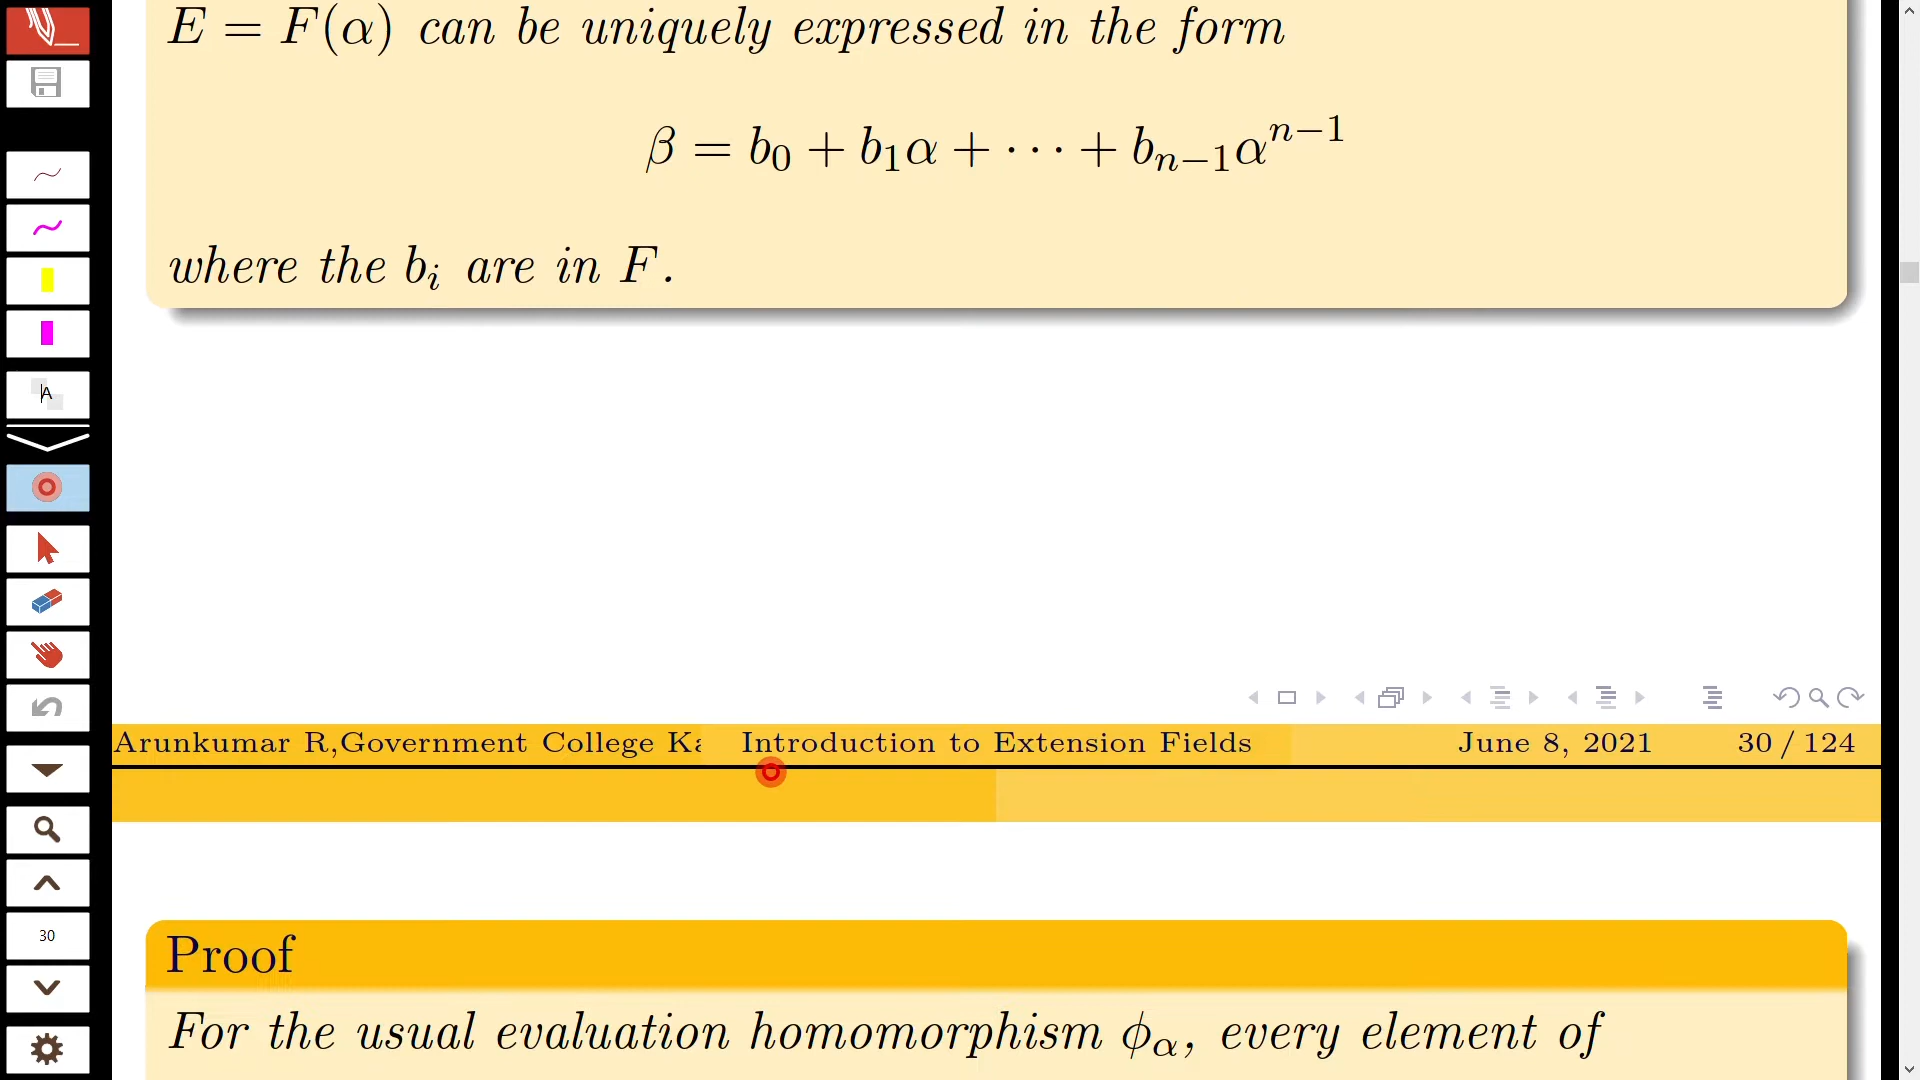 E = F(α) can be uniquely expressed in the form
β = b₀ + b₁α + ··· + bₙ₋₁αⁿ⁻¹
where the bᵢ are in F.
A
Arunkumar R,Government College Ka Introduction to Extension Fields June 8, 2021 30 / 124
30
Proof
For the usual evaluation homomorphism ϕα, every element of